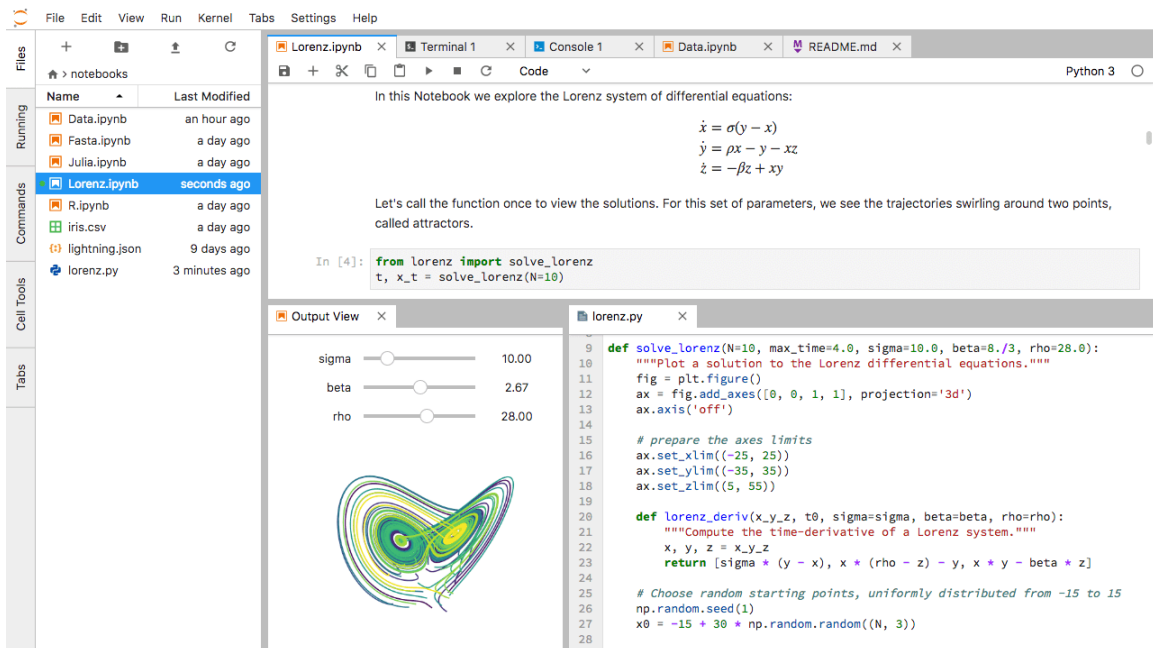 File Edit View Run Kernel Tabs Settings Help
Files
Running
Commands
Cell Tools
Tabs
notebooks
Name Last Modified
Data.ipynb an hour ago
Fasta.ipynb a day ago
Julia.ipynb a day ago
Lorenz.ipynb seconds ago
R.ipynb a day ago
iris.csv a day ago
lightning.json 9 days ago
lorenz.py 3 minutes ago
Lorenz.ipynb Terminal 1 Console 1 Data.ipynb README.md
Code Python 3
In this Notebook we explore the Lorenz system of differential equations:
ẋ = σ(y − x)
ẏ = ρx − y − xz
ż = −βz + xy
Let's call the function once to view the solutions. For this set of parameters, we see the trajectories swirling around two points,
called attractors.
In [4]: from lorenz import solve_lorenz
t, x_t = solve_lorenz(N=10)
Output View
sigma 10.00
beta 2.67
rho 28.00
lorenz.py
9 def solve_lorenz(N=10, max_time=4.0, sigma=10.0, beta=8./3, rho=28.0):
10     """Plot a solution to the Lorenz differential equations."""
11     fig = plt.figure()
12     ax = fig.add_axes([0, 0, 1, 1], projection='3d')
13     ax.axis('off')
14
15     # prepare the axes limits
16     ax.set_xlim((-25, 25))
17     ax.set_ylim((-35, 35))
18     ax.set_zlim((5, 55))
19
20     def lorenz_deriv(x_y_z, t0, sigma=sigma, beta=beta, rho=rho):
21         """Compute the time-derivative of a Lorenz system."""
22         x, y, z = x_y_z
23         return [sigma * (y - x), x * (rho - z) - y, x * y - beta * z]
24
25     # Choose random starting points, uniformly distributed from -15 to 15
26     np.random.seed(1)
27     x0 = -15 + 30 * np.random.random((N, 3))
28